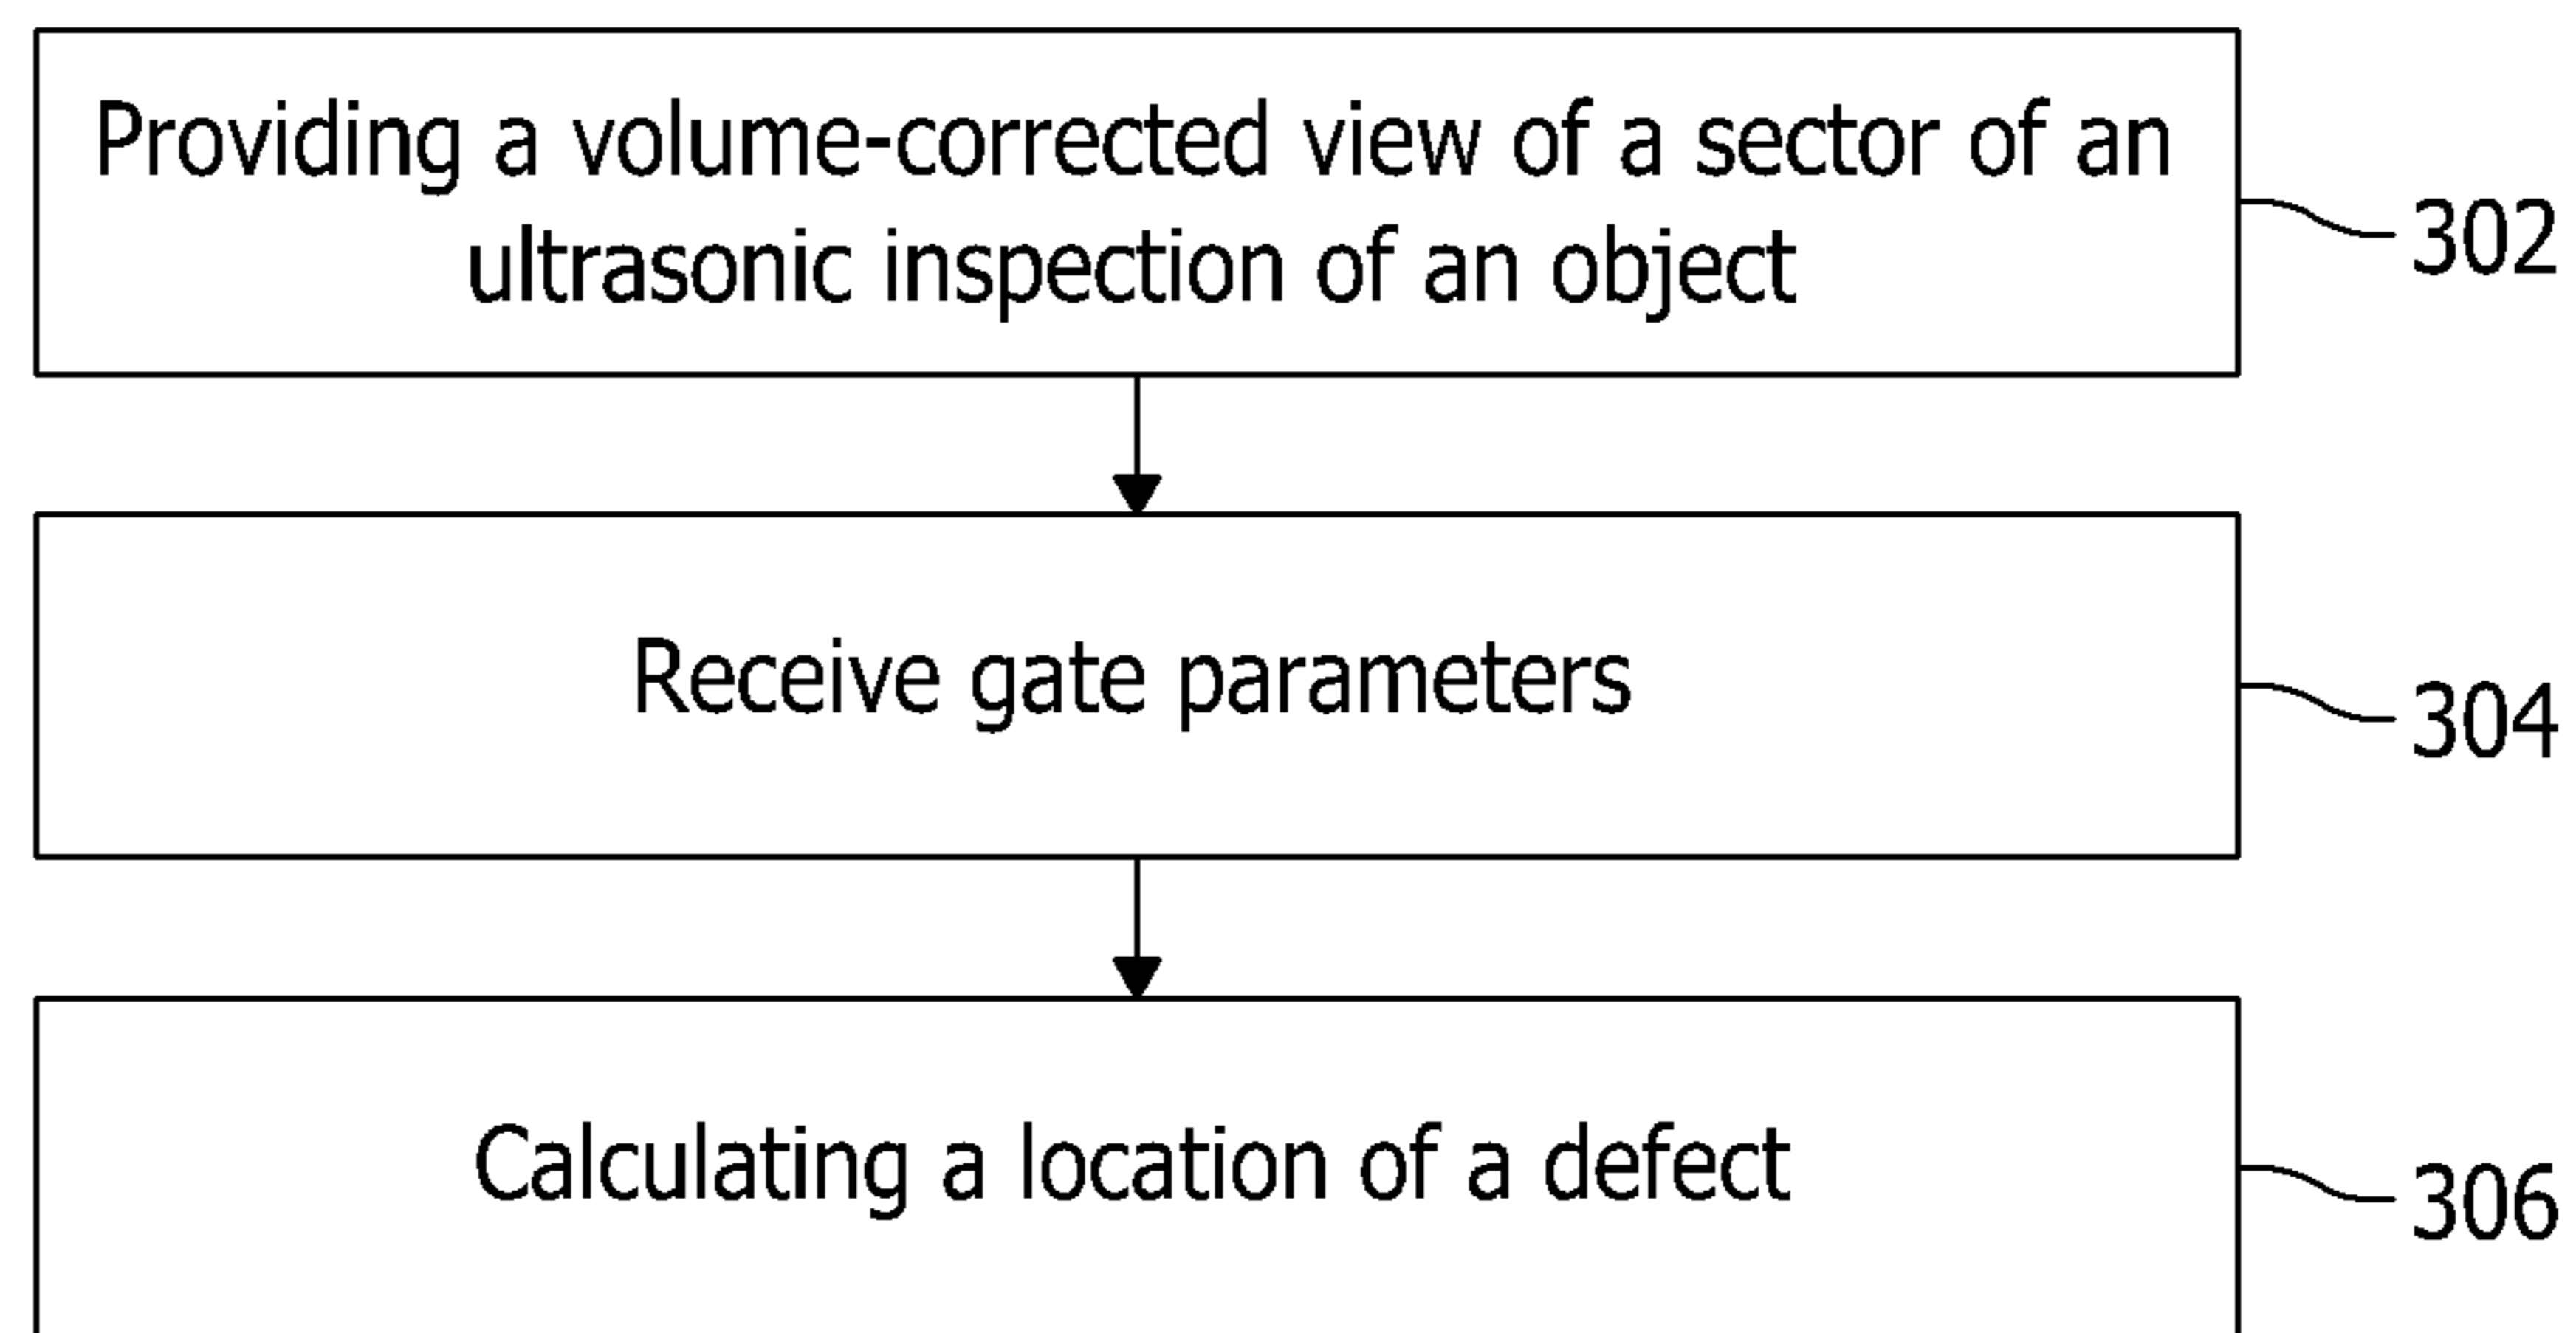 Providing a volume-corrected view of a sector of an
ultrasonic inspection of an object
302
Receive gate parameters
304
Calculating a location of a defect
306